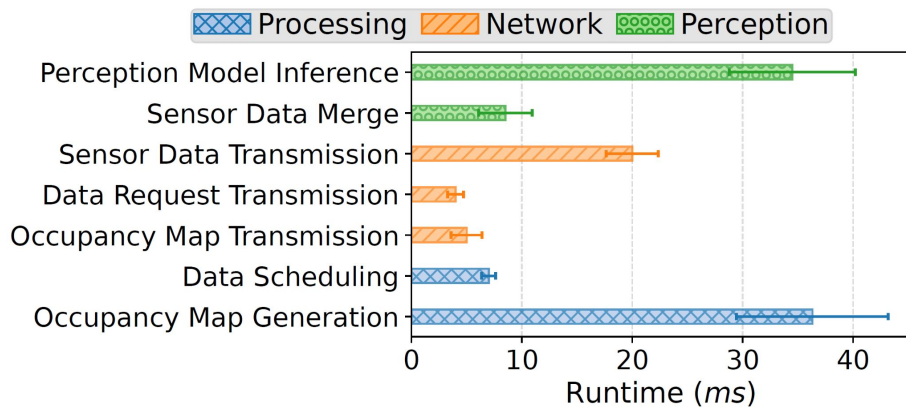 Processing Network Perception
Perception Model Inference
Sensor Data Merge
Sensor Data Transmission
Data Request Transmission
Occupancy Map Transmission
Data Scheduling
Occupancy Map Generation
0 10 20 30 40
Runtime (ms)